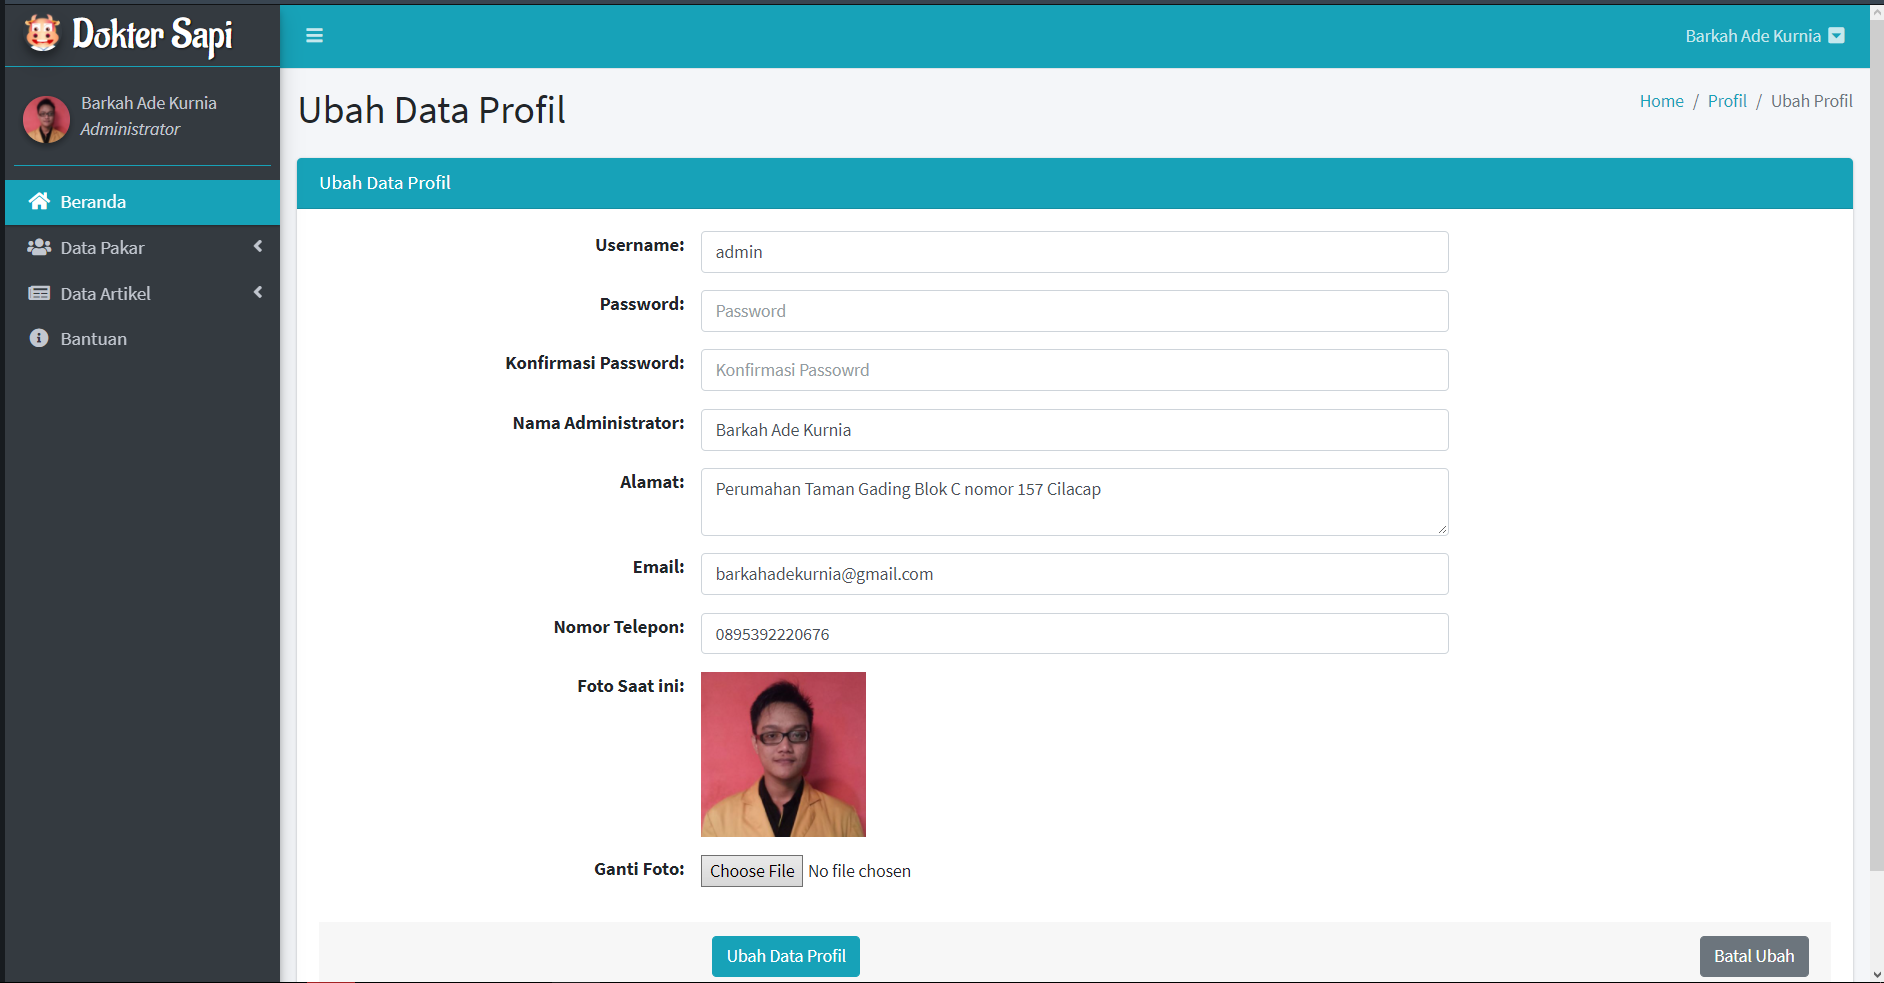 Dokter Sapi
Barkah Ade Kurnia
Barkah Ade Kurnia
Administrator
Beranda
Data Pakar
Data Artikel
Bantuan
Ubah Data Profil
Home / Profil / Ubah Profil
Ubah Data Profil
Username:
admin
Password:
Password
Konfirmasi Password:
Konfirmasi Passowrd
Nama Administrator:
Barkah Ade Kurnia
Alamat:
Perumahan Taman Gading Blok C nomor 157 Cilacap
Email:
barkahadekurnia@gmail.com
Nomor Telepon:
0895392220676
Foto Saat ini:
Ganti Foto:
Choose File No file chosen
Ubah Data Profil
Batal Ubah